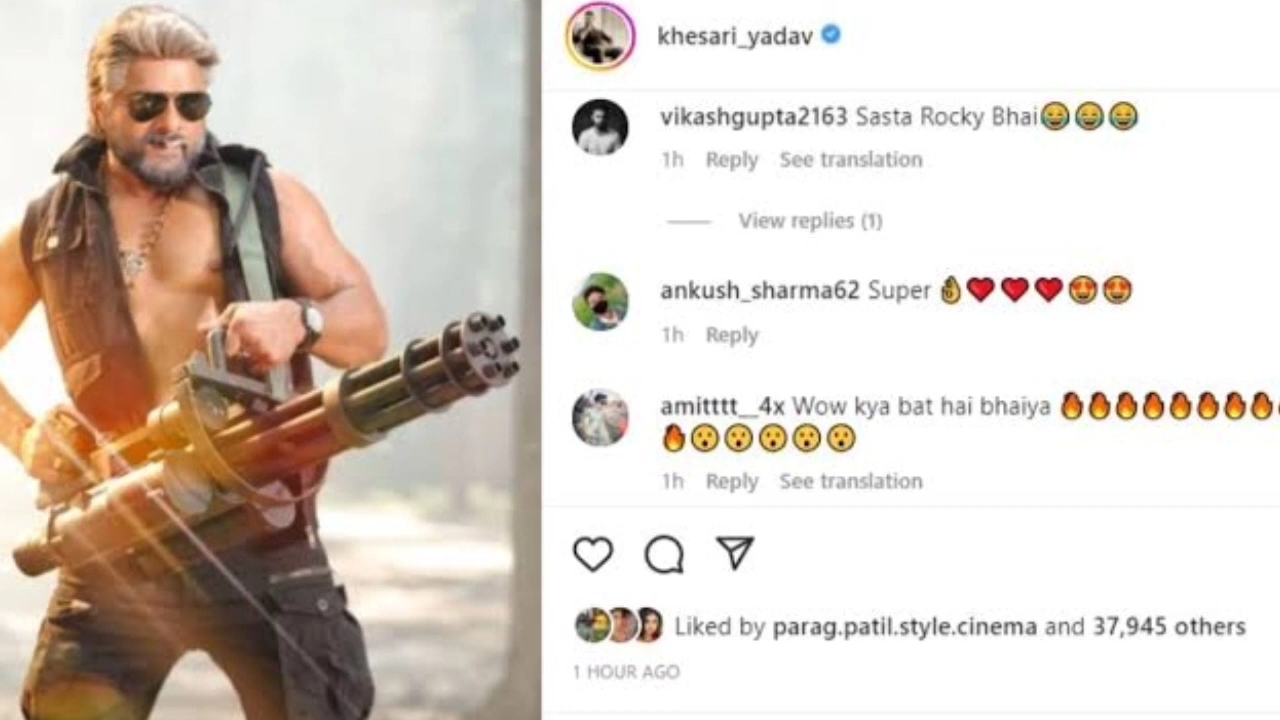 khesari_yadav
vikashgupta2163 Sasta Rocky Bhai😂😂😂
1h Reply See translation
View replies (1)
ankush_sharma62 Super 👌❤️❤️❤️😍😍
1h Reply
amitttt__4x Wow kya bat hai bhaiya 🔥🔥🔥🔥🔥🔥🔥🔥
🔥😮😮😮😮😮
1h Reply See translation
Liked by parag.patil.style.cinema and 37,945 others
1 HOUR AGO